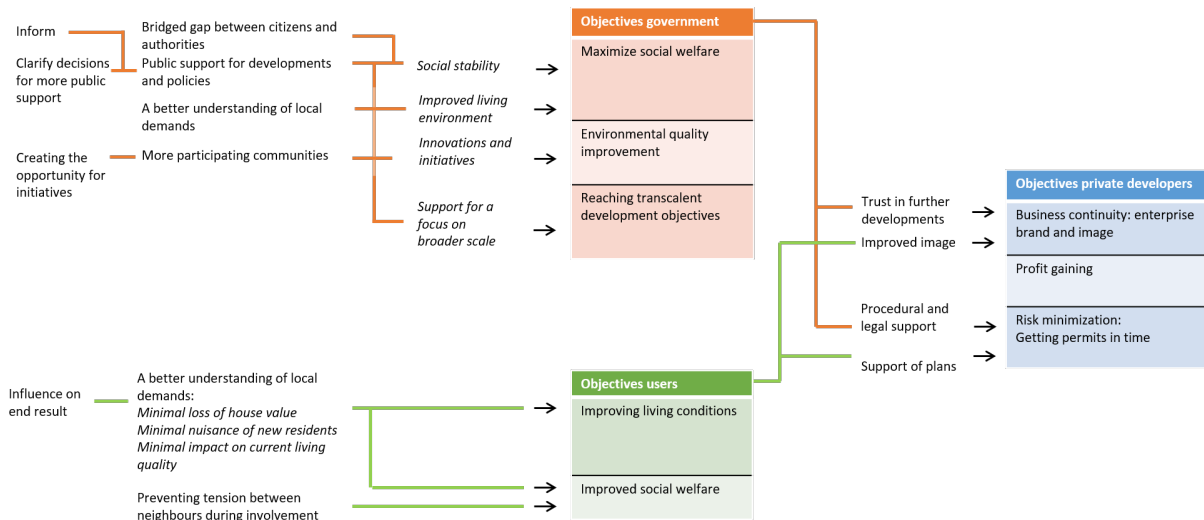 Inform
Clarify decisions
for more public
support
Creating the
opportunity for
initiatives
Bridged gap between citizens and
authorities
Public support for developments
and policies
A better understanding of local
demands
More participating communities
Social stability
Improved living
environment
Innovations and
initiatives
Support for a
focus on
broader scale
Objectives government
Maximize social welfare
Environmental quality
improvement
Reaching transcalent
development objectives
Trust in further
developments
Improved image
Procedural and
legal support
Support of plans
Objectives private developers
Business continuity: enterprise
brand and image
Profit gaining
Risk minimization:
Getting permits in time
Influence on
end result
A better understanding of local
demands:
Minimal loss of house value
Minimal nuisance of new residents
Minimal impact on current living
quality
Preventing tension between
neighbours during involvement
Objectives users
Improving living conditions
Improved social welfare